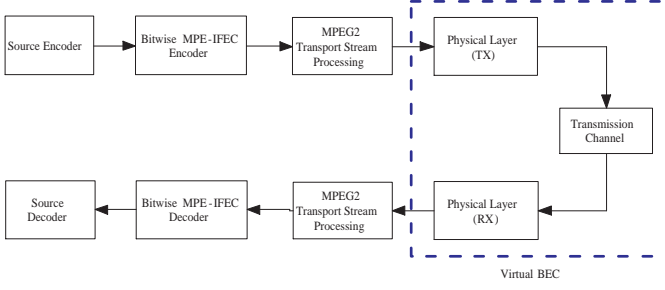 Source Encoder
Bitwise MPE-IFEC
Encoder
MPEG2
Transport Stream
Processing
Physical Layer
(TX)
Transmission
Channel
Source
Decoder
Bitwise MPE-IFEC
Decoder
MPEG2
Transport Stream
Processing
Physical Layer
(RX)
Virtual BEC